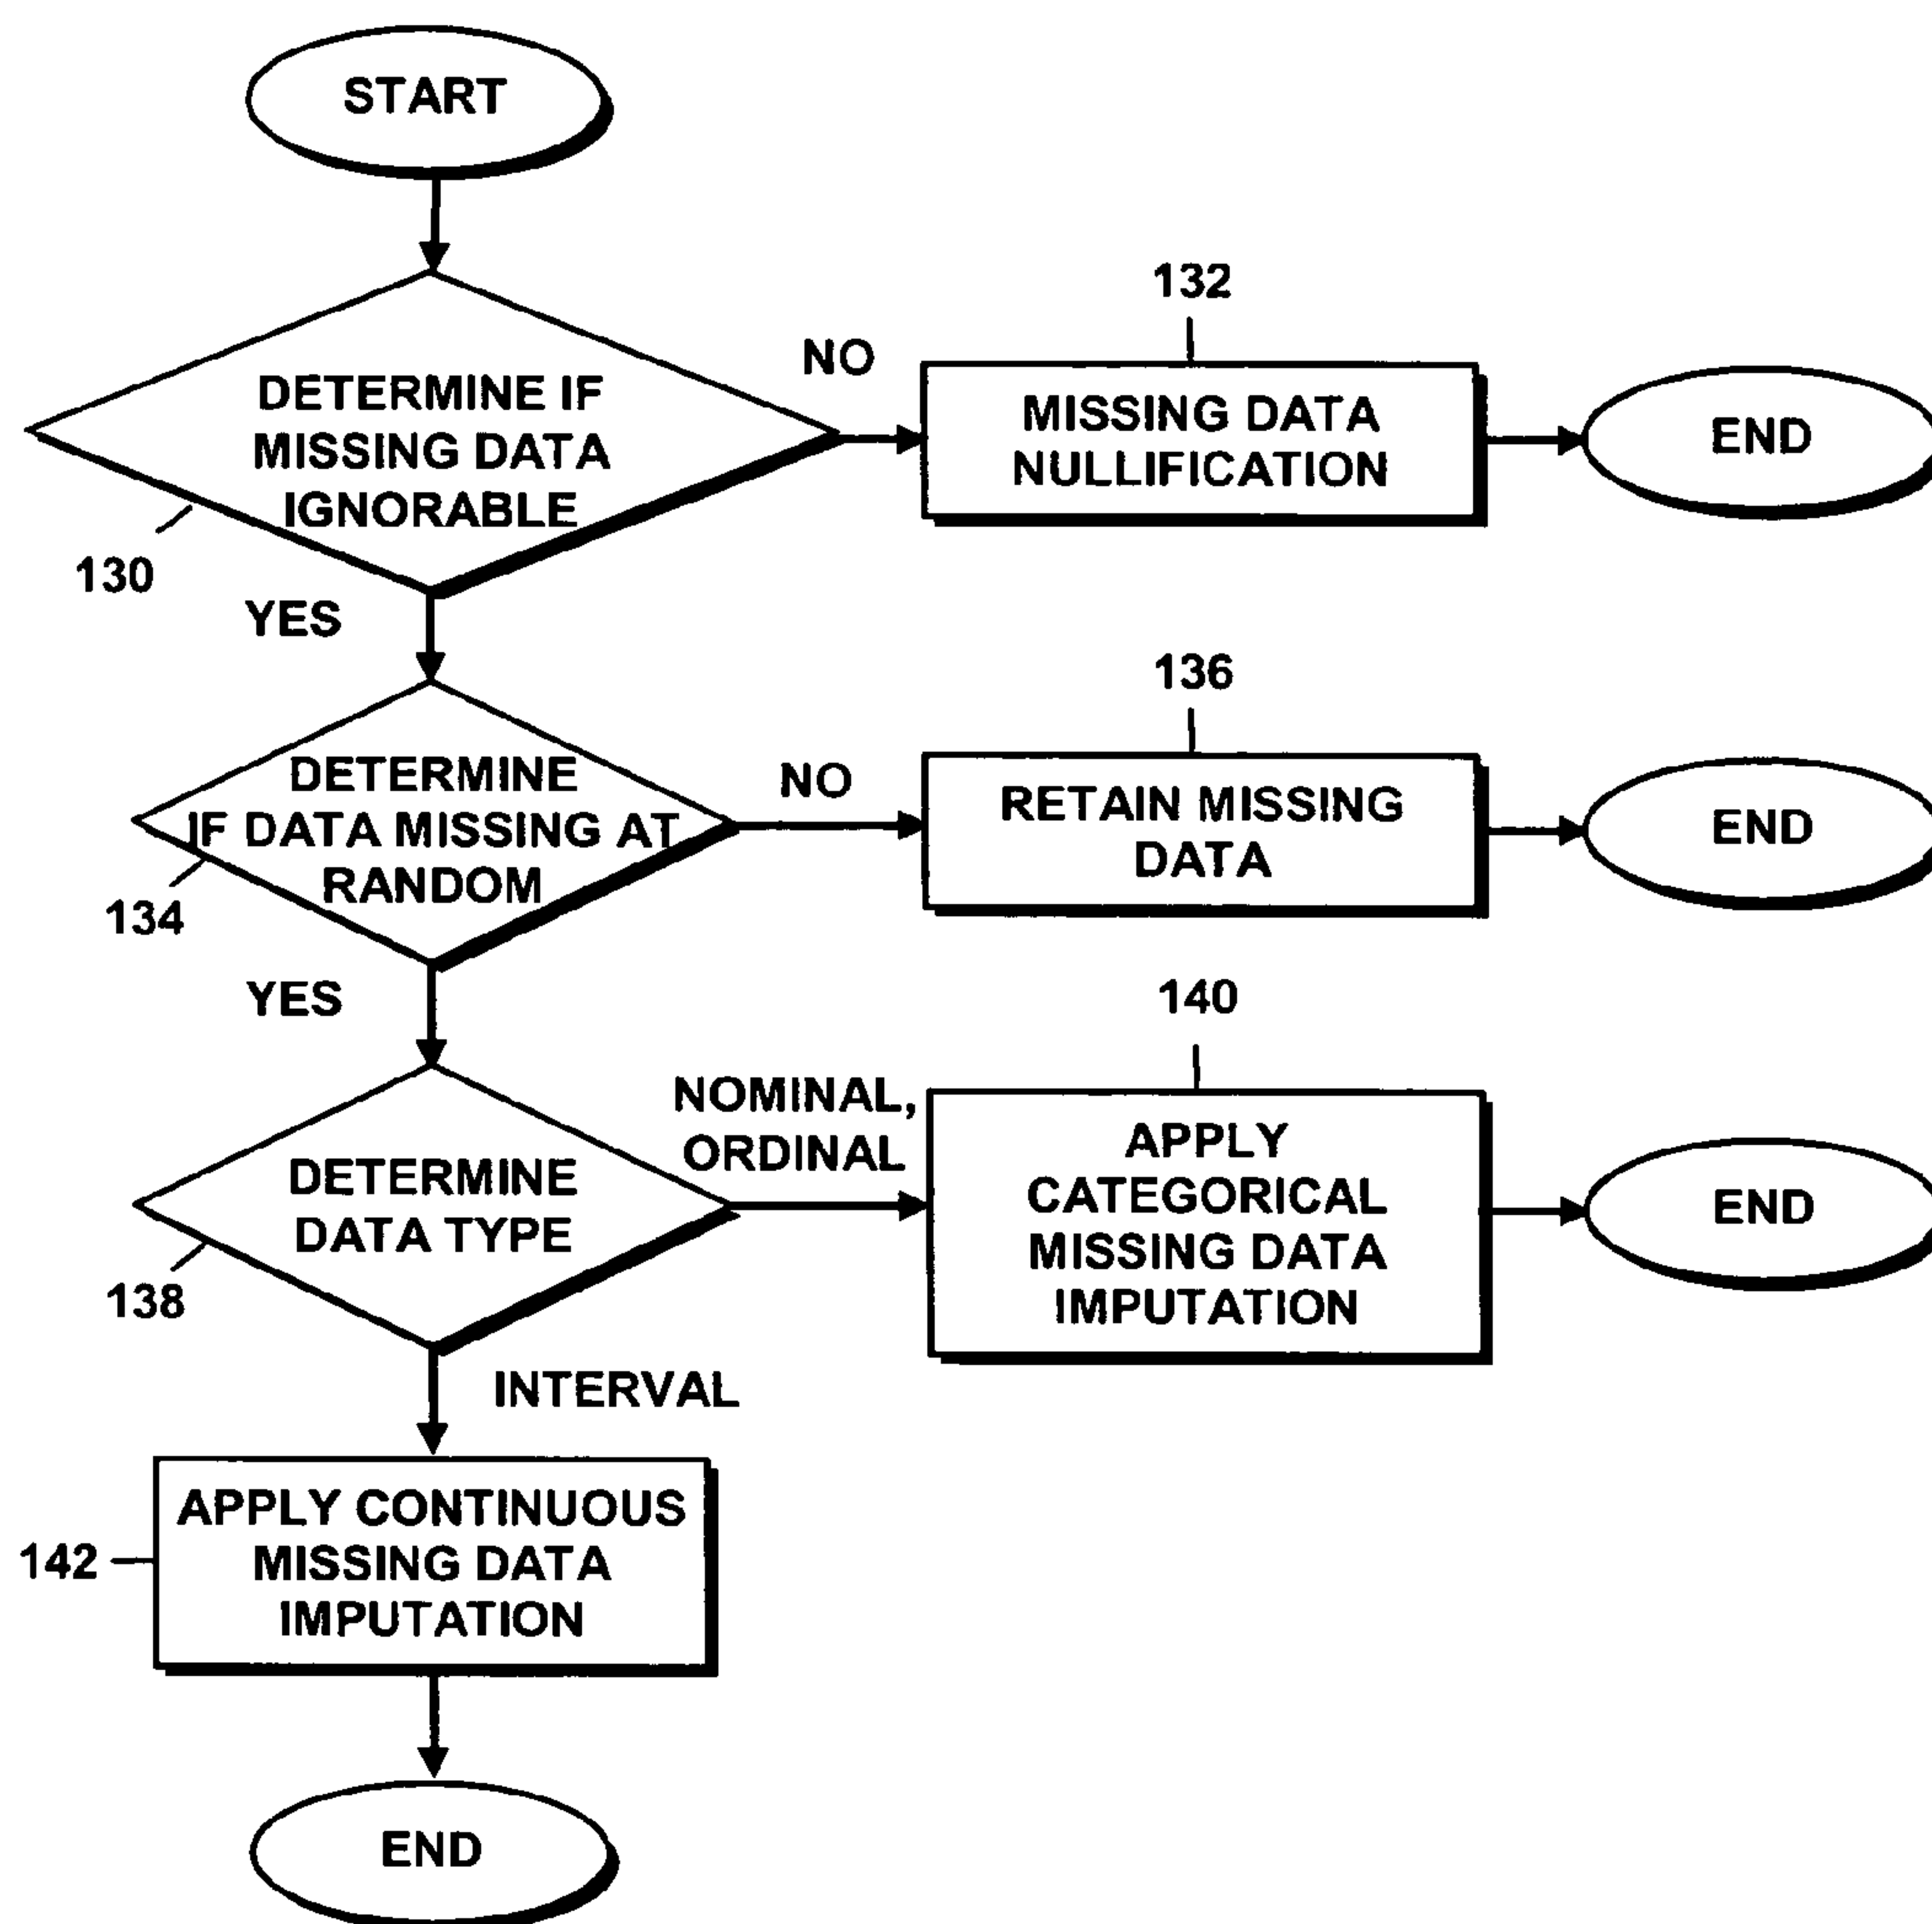 START
132
NO
DETERMINE IF
MISSING DATA
IGNORABLE
MISSING DATA
NULLIFICATION
END
130
YES
136
DETERMINE
IF DATA MISSING AT
RANDOM
NO
RETAIN MISSING
DATA
END
134
YES
140
NOMINAL,
ORDINAL
DETERMINE
DATA TYPE
APPLY
CATEGORICAL
MISSING DATA
IMPUTATION
END
138
INTERVAL
APPLY CONTINUOUS
MISSING DATA
IMPUTATION
142
END